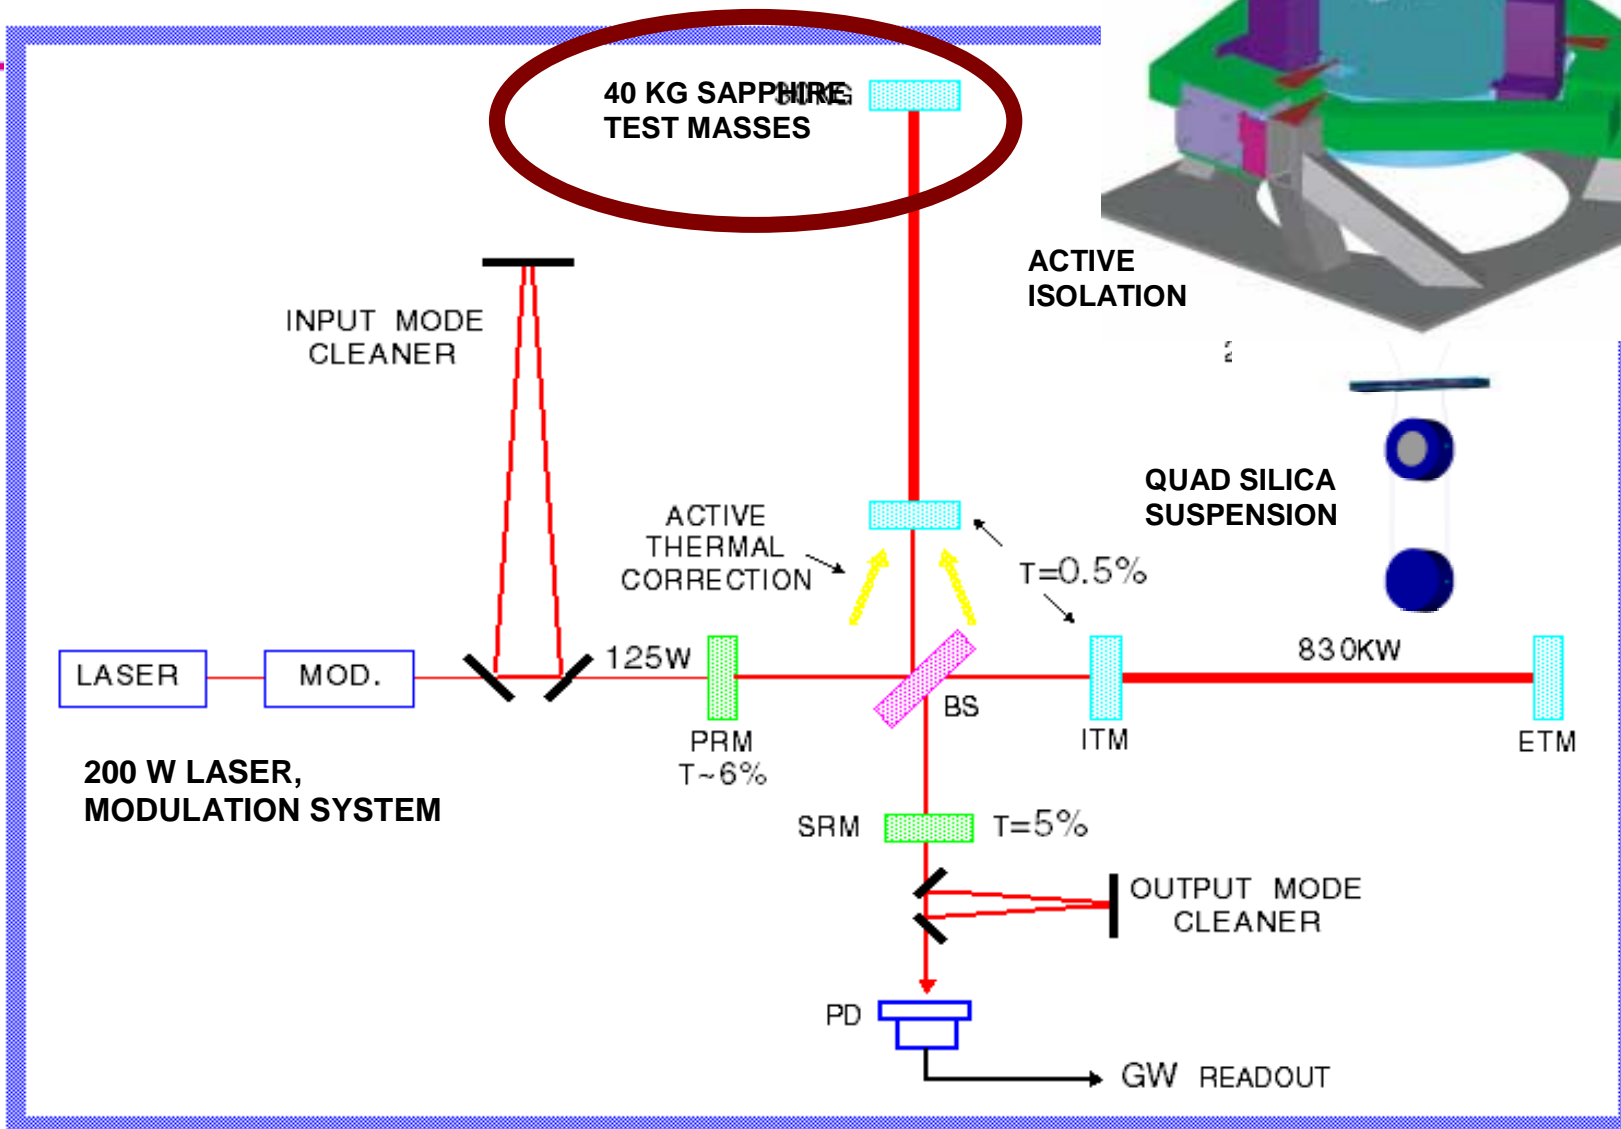 40 KG SAPPHIRE
TEST MASSES
ACTIVE
ISOLATION
INPUT MODE
CLEANER
QUAD SILICA
SUSPENSION
ACTIVE
THERMAL
CORRECTION
T=0.5%
LASER
MOD.
125W
830KW
BS
PRM
T~6%
ITM
ETM
200 W LASER,
MODULATION SYSTEM
SRM
T=5%
OUTPUT MODE
CLEANER
PD
GW READOUT